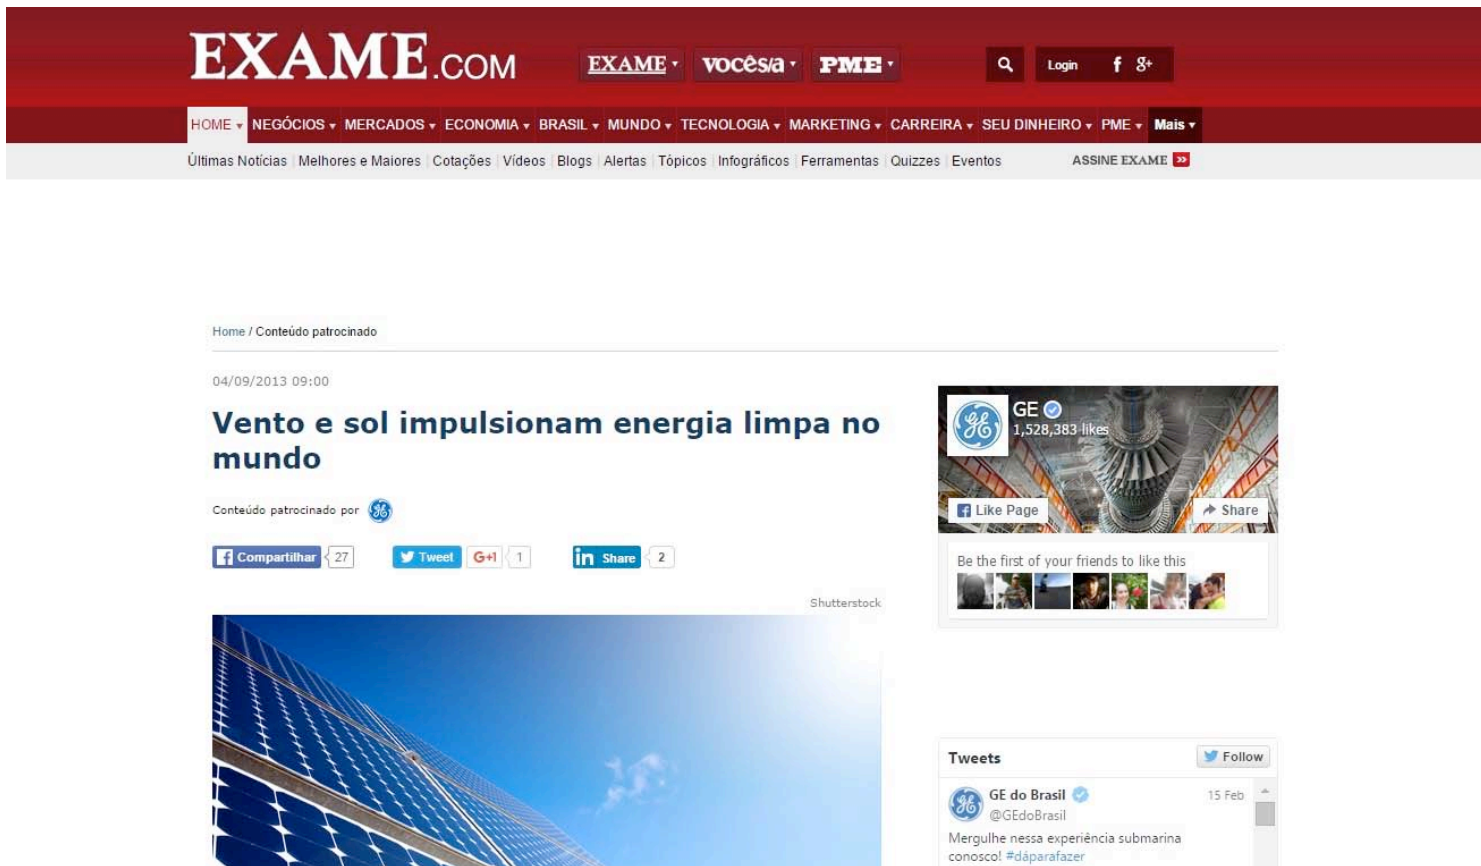 EXAME.COM
EXAME VOCÊS/A PME Login f 8+
HOME NEGÓCIOS MERCADOS ECONOMIA BRASIL MUNDO TECNOLOGIA MARKETING CARREIRA SEU DINHEIRO PME Mais
Últimas Notícias | Melhores e Maiores | Cotações | Vídeos | Blogs | Alertas | Tópicos | Infográficos | Ferramentas | Quizzes | Eventos ASSINE EXAME »
Home / Conteúdo patrocinado
04/09/2013 09:00
Vento e sol impulsionam energia limpa no
mundo
Conteúdo patrocinado por GE
Compartilhar 27 Tweet G+1 1 in Share 2
Shutterstock
GE
1,528,383 likes
f Like Page Share
Be the first of your friends to like this
Tweets Follow
GE do Brasil 15 Feb
@GEdoBrasil
Mergulhe nessa experiência submarina
conosco! #dáparafazer